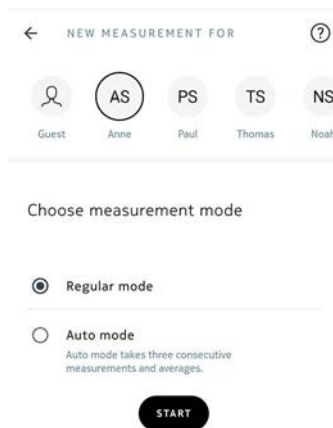 NEW MEASUREMENT FOR
?
AS
PS
TS
NS
Guest
Anne
Paul
Thomas
Noah
Choose measurement mode
Regular mode
Auto mode
Auto mode takes three consecutive
measurements and averages.
START